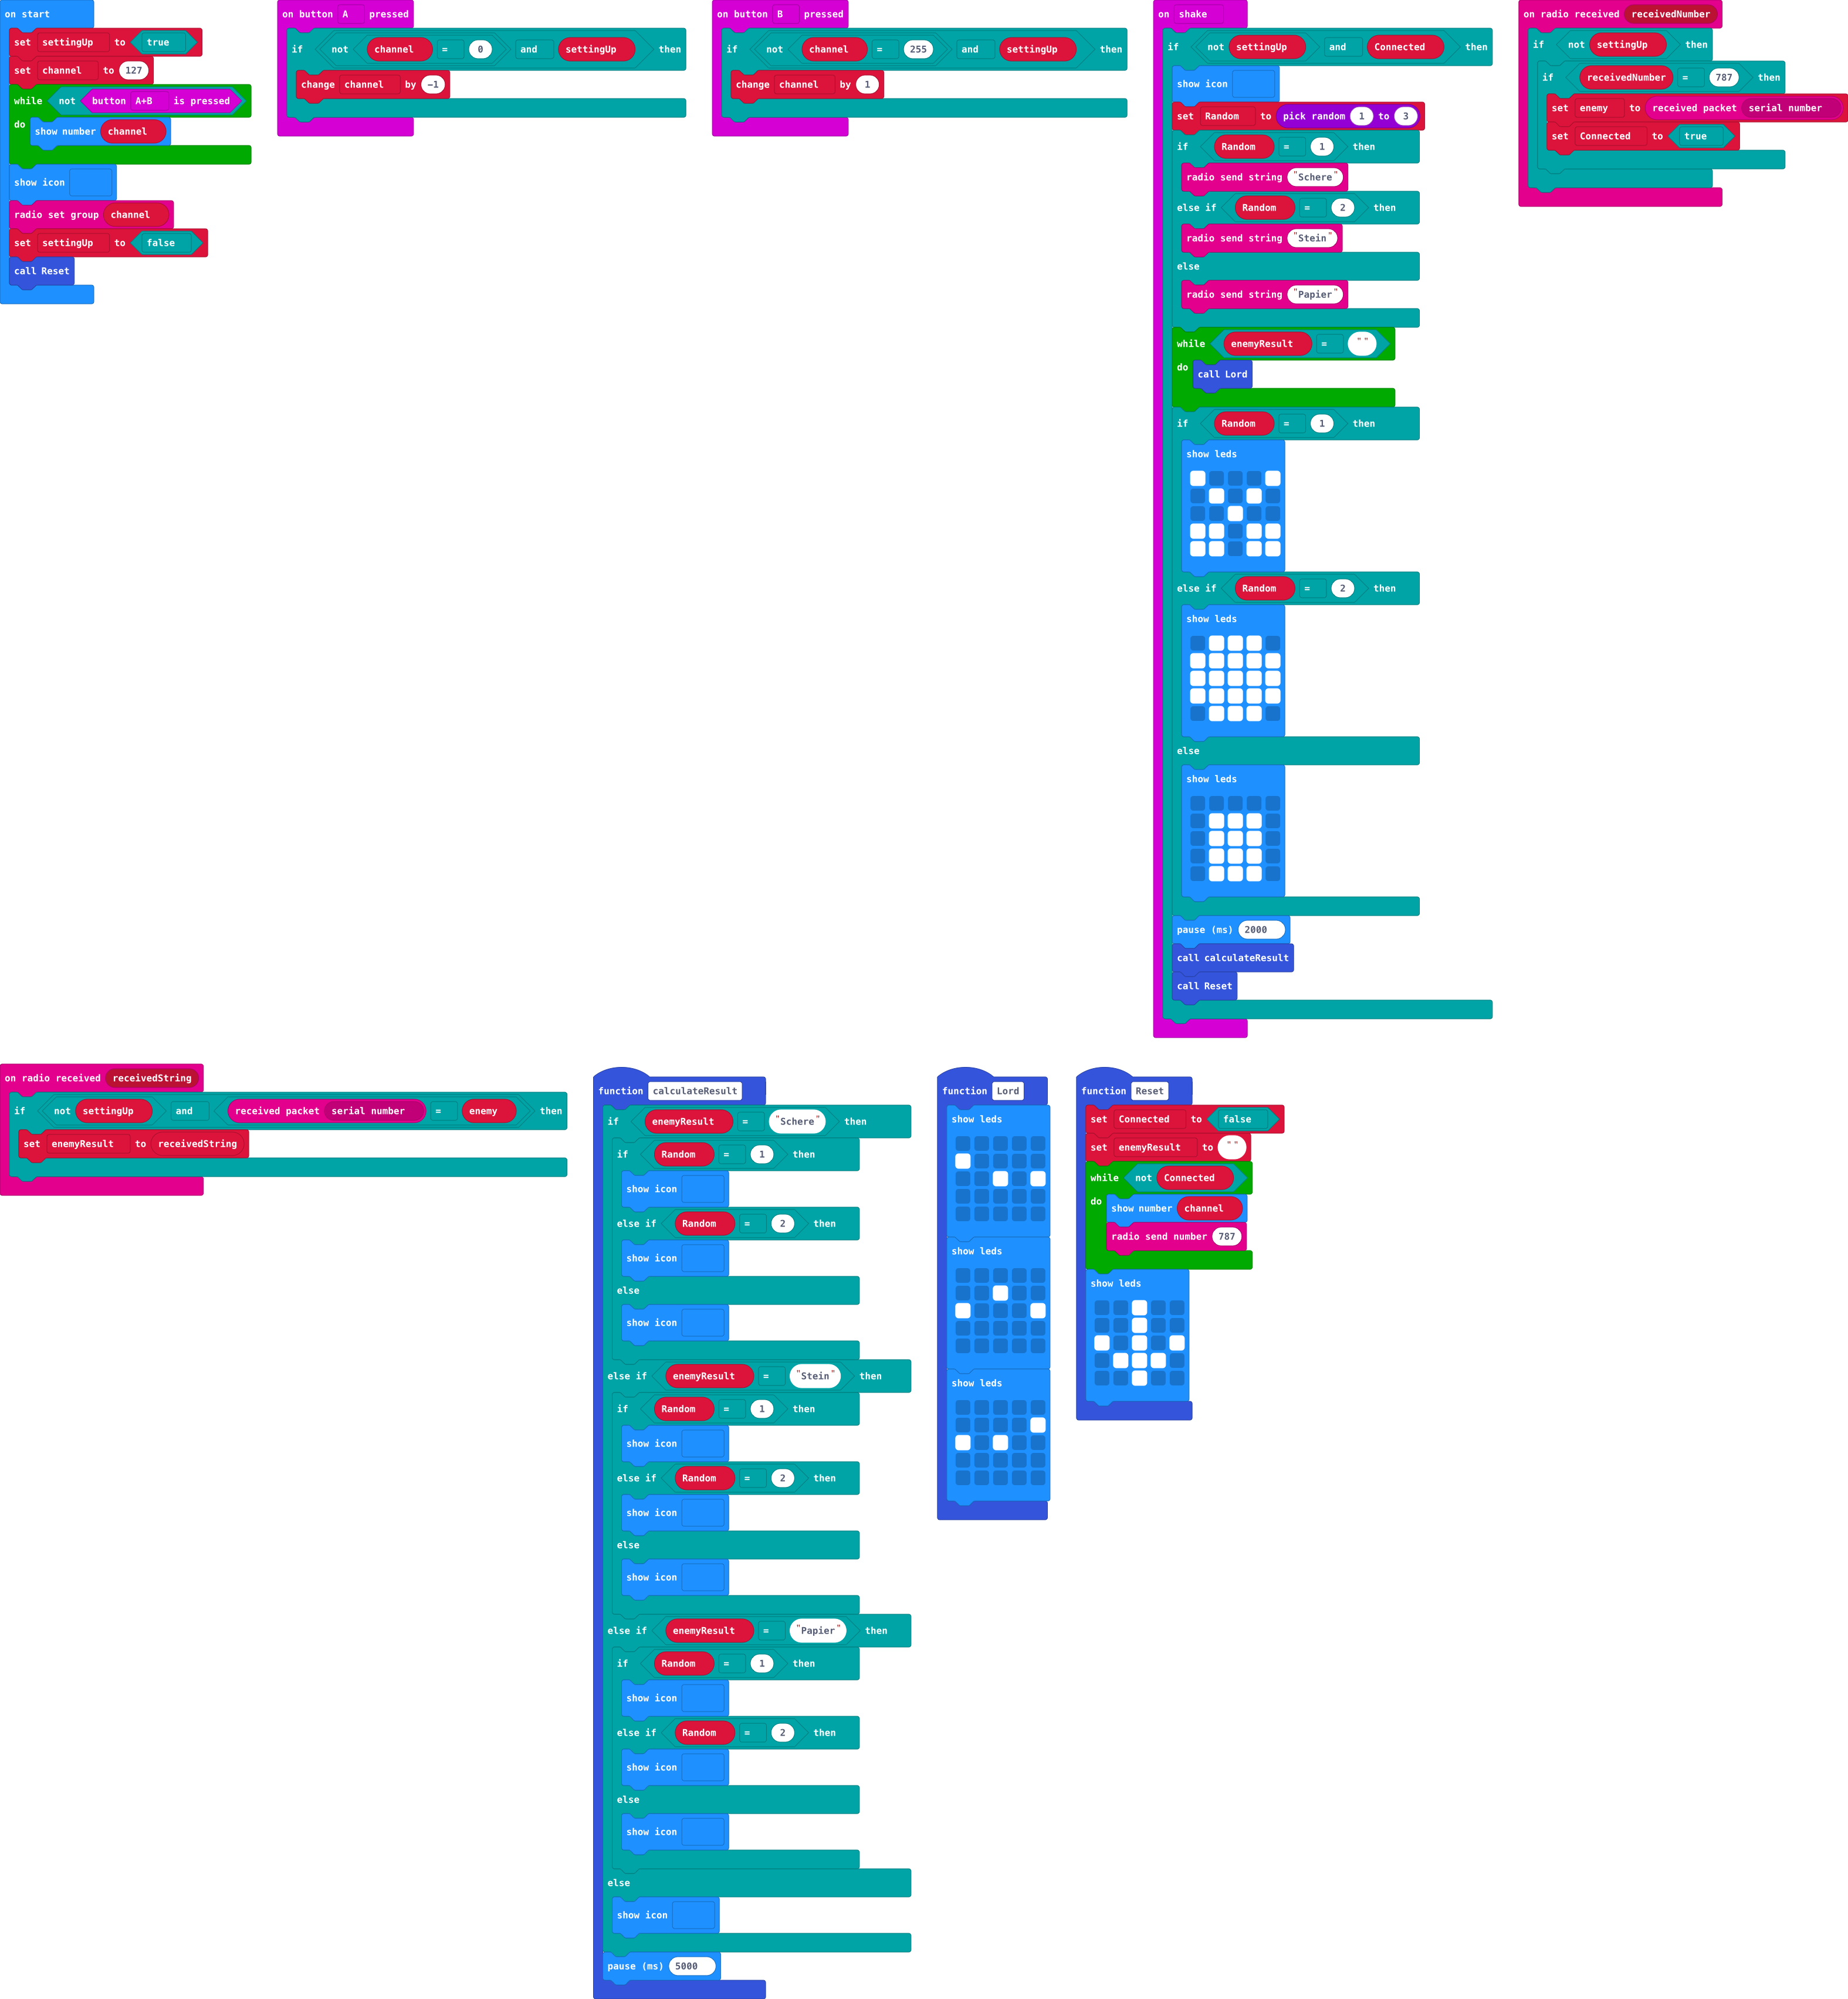 on start
set settingUp to true
set channel to 127
while not button A+B is pressed
do show number channel
show icon
radio set group channel
set settingUp to false
call Reset
on button A pressed
if not channel = 0 and settingUp then
change channel by -1
on button B pressed
if not channel = 255 and settingUp then
change channel by 1
on shake
if not settingUp and Connected then
show icon
set Random to pick random 1 to 3
if Random = 1 then
radio send string "Schere"
else if Random = 2 then
radio send string "Stein"
else
radio send string "Papier"
while enemyResult = ""
do call Lord
if Random = 1 then
show leds
else if Random = 2 then
show leds
else
show leds
pause (ms) 2000
call calculateResult
call Reset
on radio received receivedNumber
if not settingUp then
if receivedNumber = 787 then
set enemy to received packet serial number
set Connected to true
on radio received receivedString
if not settingUp and received packet serial number = enemy then
set enemyResult to receivedString
function calculateResult
if enemyResult = "Schere" then
if Random = 1 then
show icon
else if Random = 2 then
show icon
else
show icon
else if enemyResult = "Stein" then
if Random = 1 then
show icon
else if Random = 2 then
show icon
else
show icon
else if enemyResult = "Papier" then
if Random = 1 then
show icon
else if Random = 2 then
show icon
else
show icon
else
show icon
pause (ms) 5000
function Lord
show leds
show leds
show leds
function Reset
set Connected to false
set enemyResult to ""
while not Connected
do show number channel
radio send number 787
show leds